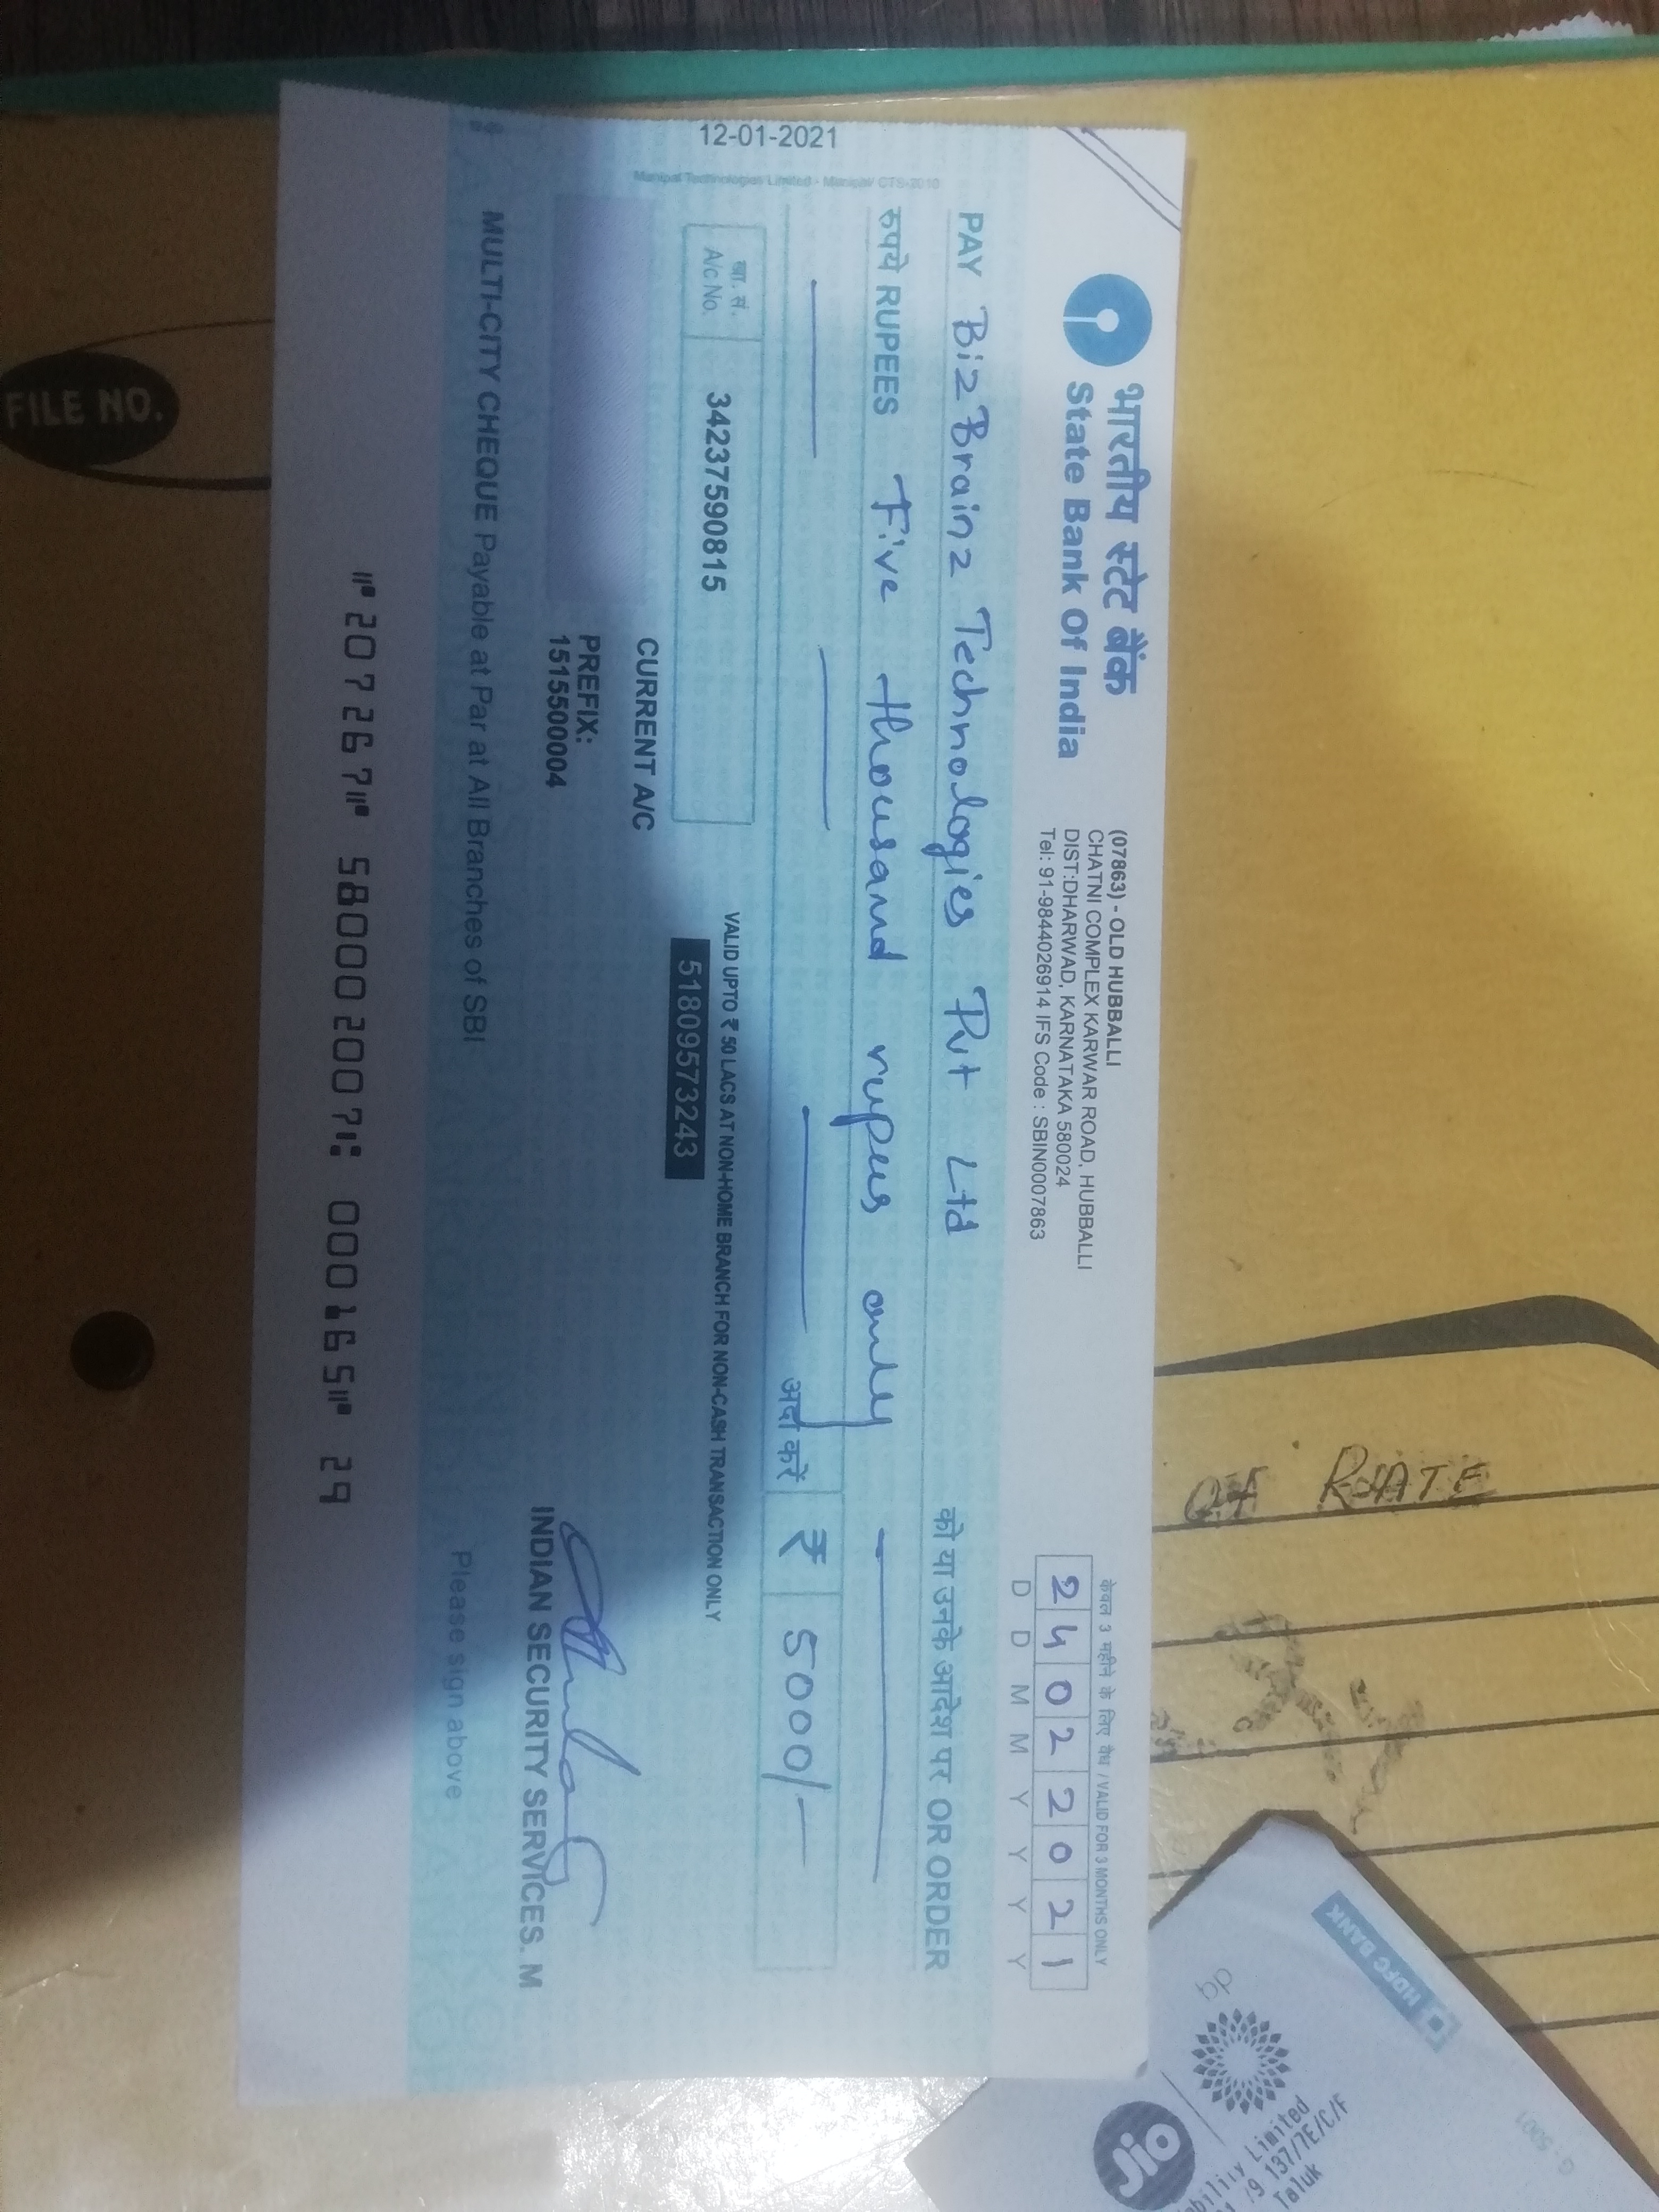 भारतीय स्टेट बैंक
State Bank Of India
(07863) - OLD HUBBALLI
CHATNI COMPLEX KARWAR ROAD, HUBBALLI
DIST:DHARWAD, KARNATAKA 580024
Tel: 91-9844026914 IFS Code : SBIN0007863
केवल 3 महीने के लिए वैध / VALID FOR 3 MONTHS ONLY
2 4 0 2 2 0 2 1
D D M M Y Y Y Y
PAY BizBrainz Technologies Pvt Ltd
को या उनके आदेश पर OR ORDER
रुपये RUPEES Five thousand rupees only
अदा करें ₹ 5000/-
खा. सं.
A/c No. 34237590815
VALID UPTO ₹ 50 LACS AT NON-HOME BRANCH FOR NON-CASH TRANSACTION ONLY
51809573243
CURRENT A/C
PREFIX:
1515500004
INDIAN SECURITY SERVICES. M
MULTI-CITY CHEQUE Payable at Par at All Branches of SBI
Please sign above
⑈207267⑈ 580002007⑆ 000165⑈ 29
12-01-2021
Manipal Technologies Limited - Manipal/ CTS-2010
FILE NO.
HDFC BANK
Jio
Limited
137/7E/C/F
Taluk